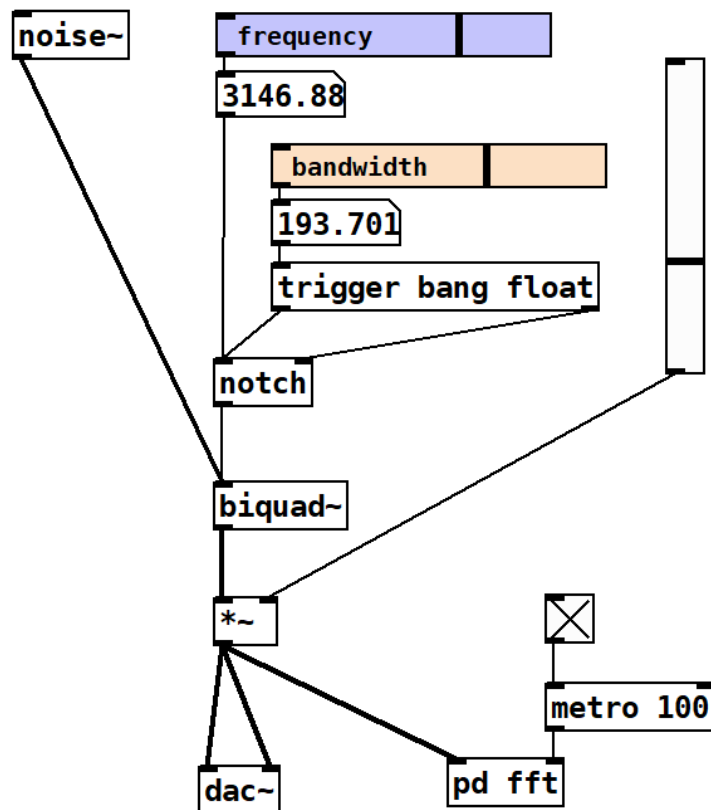 noise~
frequency
3146.88
bandwidth
193.701
trigger bang float
notch
biquad~
*~
metro 100
dac~
pd fft